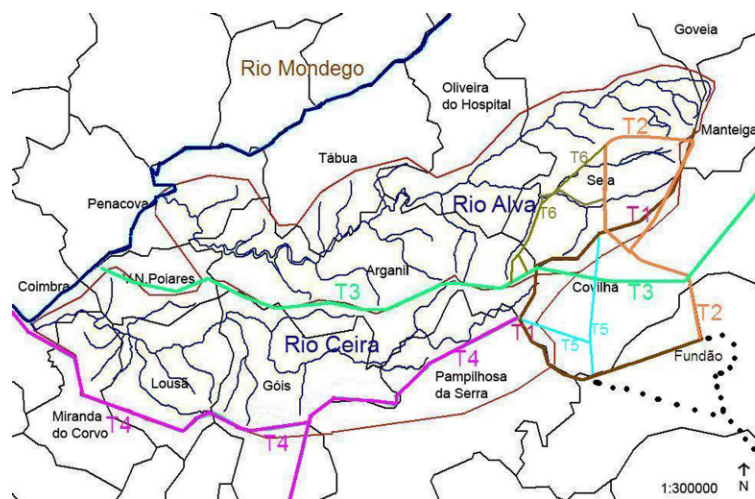 Goveia
Rio Mondego
Oliveira
do Hospital
T2
Manteiga
T6
Tábua
Seia
Penacova
Rio Alva
T6
T1
Arganil
V.N.Poiares
Coimbra
T3
Covilhã
T3
Rio Ceira
T1
T5
T5
T2
T4
Fundão
Lousã
Góis
Pampilhosa
da Serra
Miranda
do Corvo
T4
T4
1:300000
N